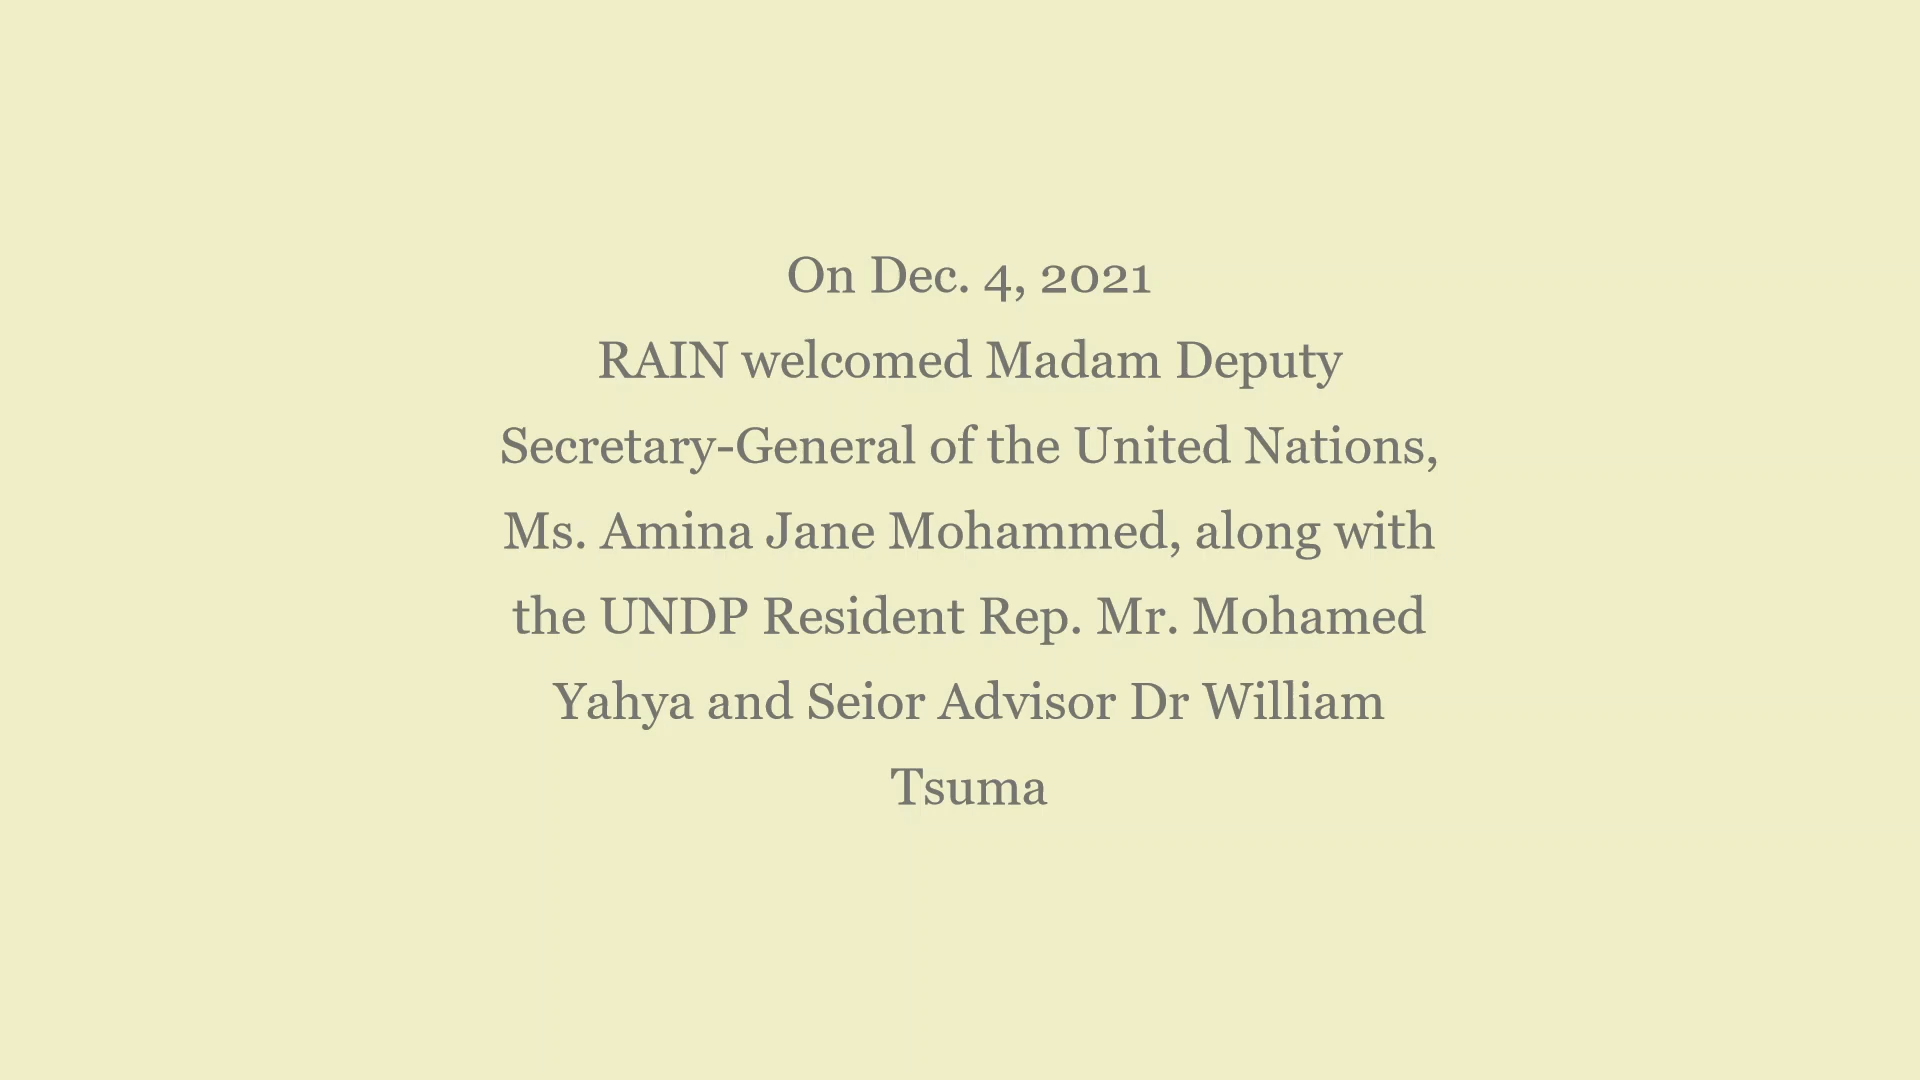 On Dec. 4, 2021
RAIN welcomed Madam Deputy
Secretary-General of the United Nations,
Ms. Amina Jane Mohammed, along with
the UNDP Resident Rep. Mr. Mohamed
Yahya and Seior Advisor Dr William
Tsuma